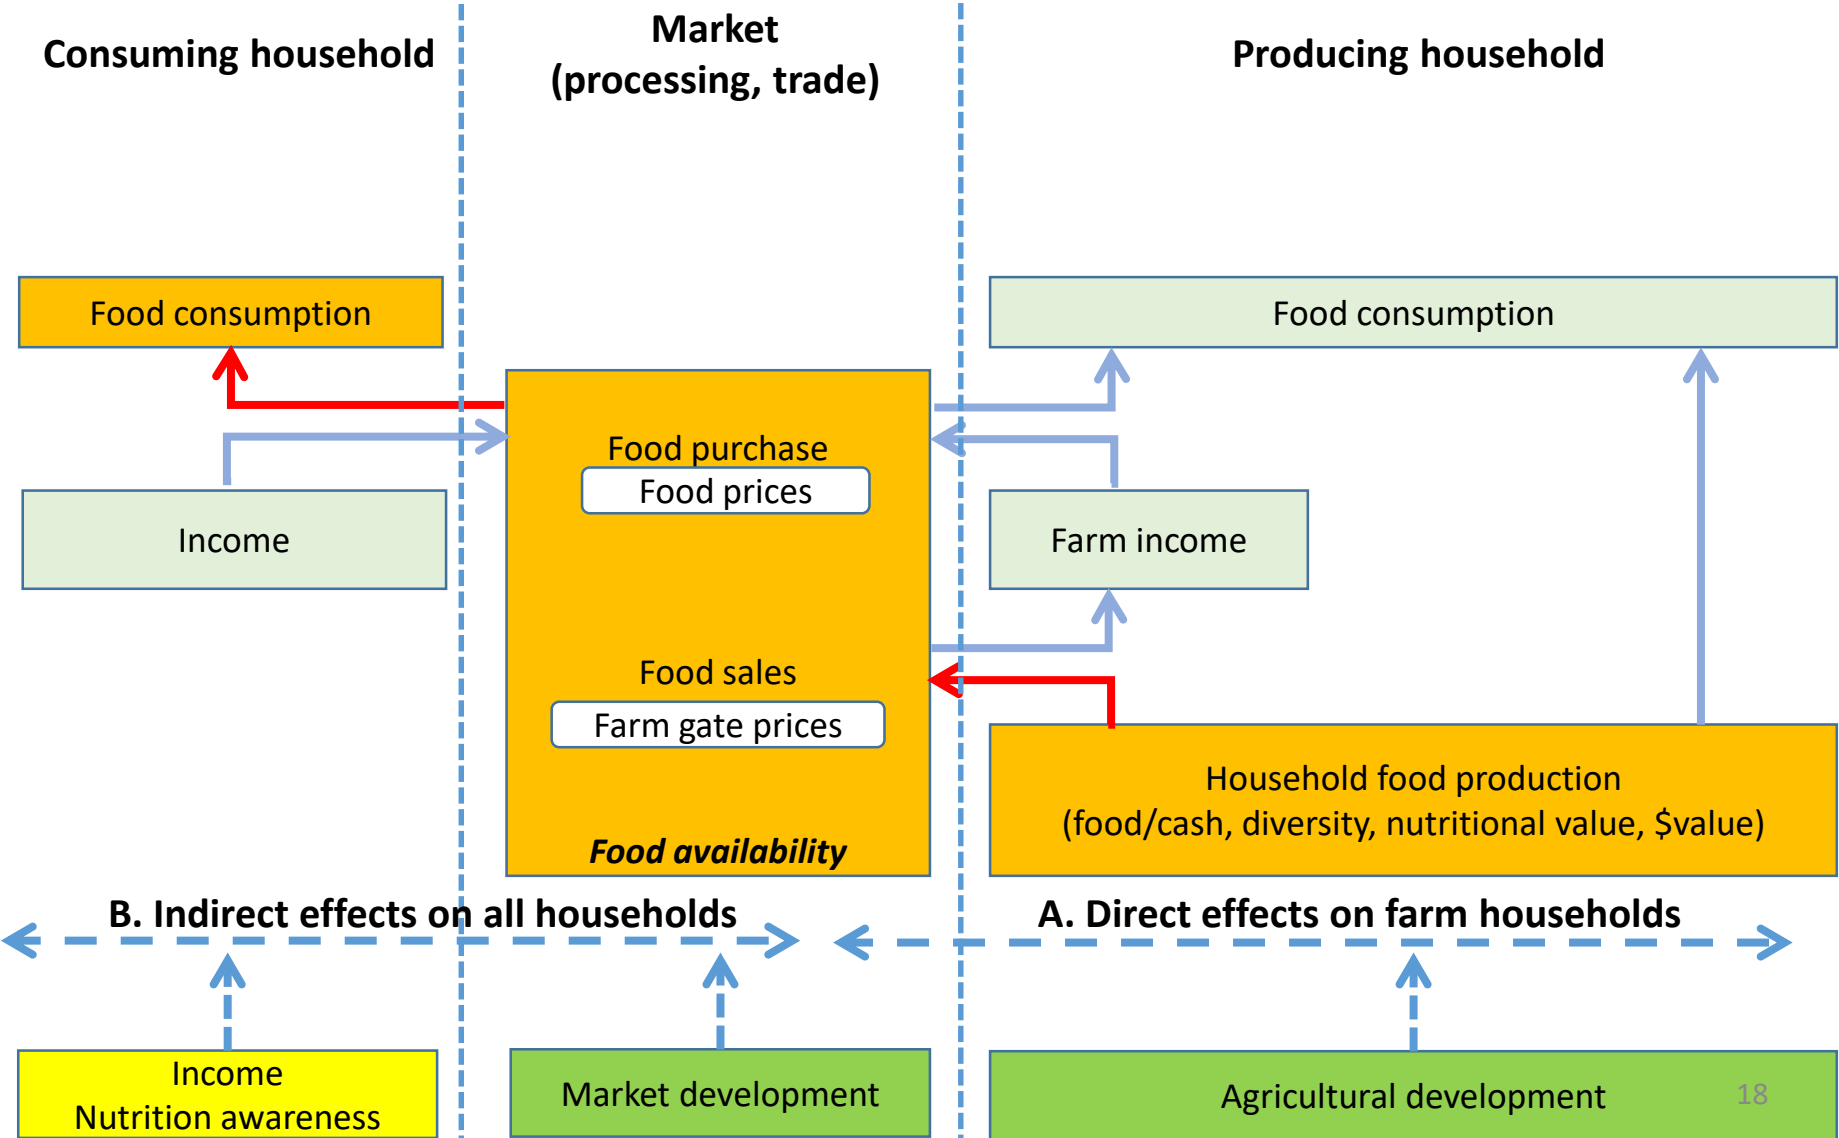 Consuming household
Market
(processing, trade)
Producing household
Food consumption
Food consumption
Food purchase
Food prices
Income
Farm income
Food sales
Farm gate prices
Household food production
(food/cash, diversity, nutritional value, $value)
Food availability
B. Indirect effects on all households
A. Direct effects on farm households
Income
Nutrition awareness
Market development
Agricultural development
18